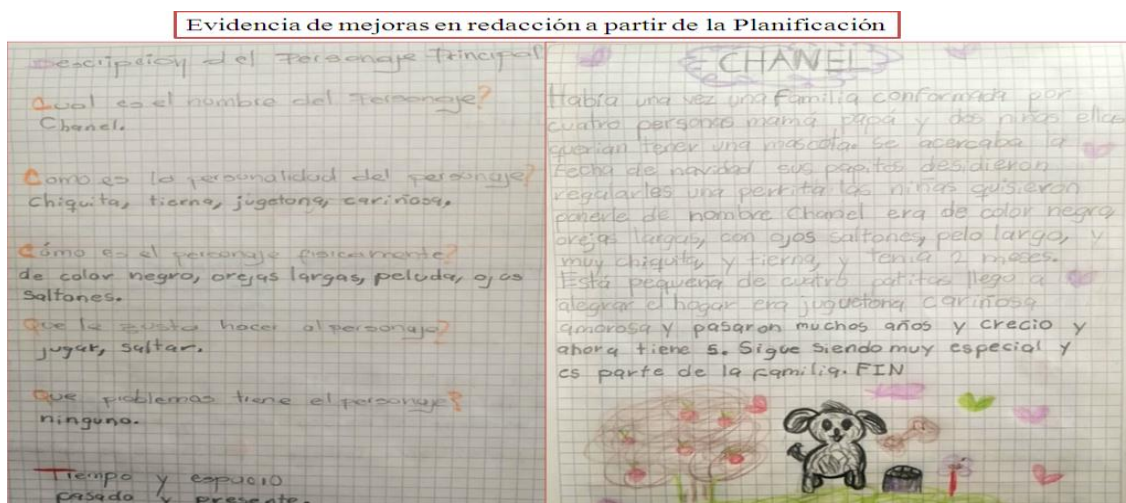 Evidencia de mejoras en redacción a partir de la Planificación
Descripción del Personaje Principal
Cual es el nombre del Personaje?
Chanel.
Como es la personalidad del personaje?
chiquita, tierna, jugetona, cariñosa,
Cómo es el personaje fisicamente?
de color negro, orejas largas, peluda, ojos
saltones.
Que le gusta hacer al personaje?
jugar, saltar.
Que problemas tiene el personaje?
ninguno.
Tiempo y espacio
pasado y presente.
CHANEL
Había una vez una familia conformada por
cuatro personas mamá, papá y dos niñas ellas
querian tener una mascota. se acercaba la
fecha de navidad sus papitos desidieron
regalarles una perrita las niñas quisieron
ponerle de nombre Chanel era de color negro
orejas largas, con ojos saltones, pelo largo, y
muy chiquita, y tierna, y tenia 2 meses.
Está pequeña de cuatro patitas llego a
alegrar el hogar era juguetona cariñosa
amorosa y pasaron muchos años y crecio y
ahora tiene 5. Sigue siendo muy especial y
es parte de la familia. FIN